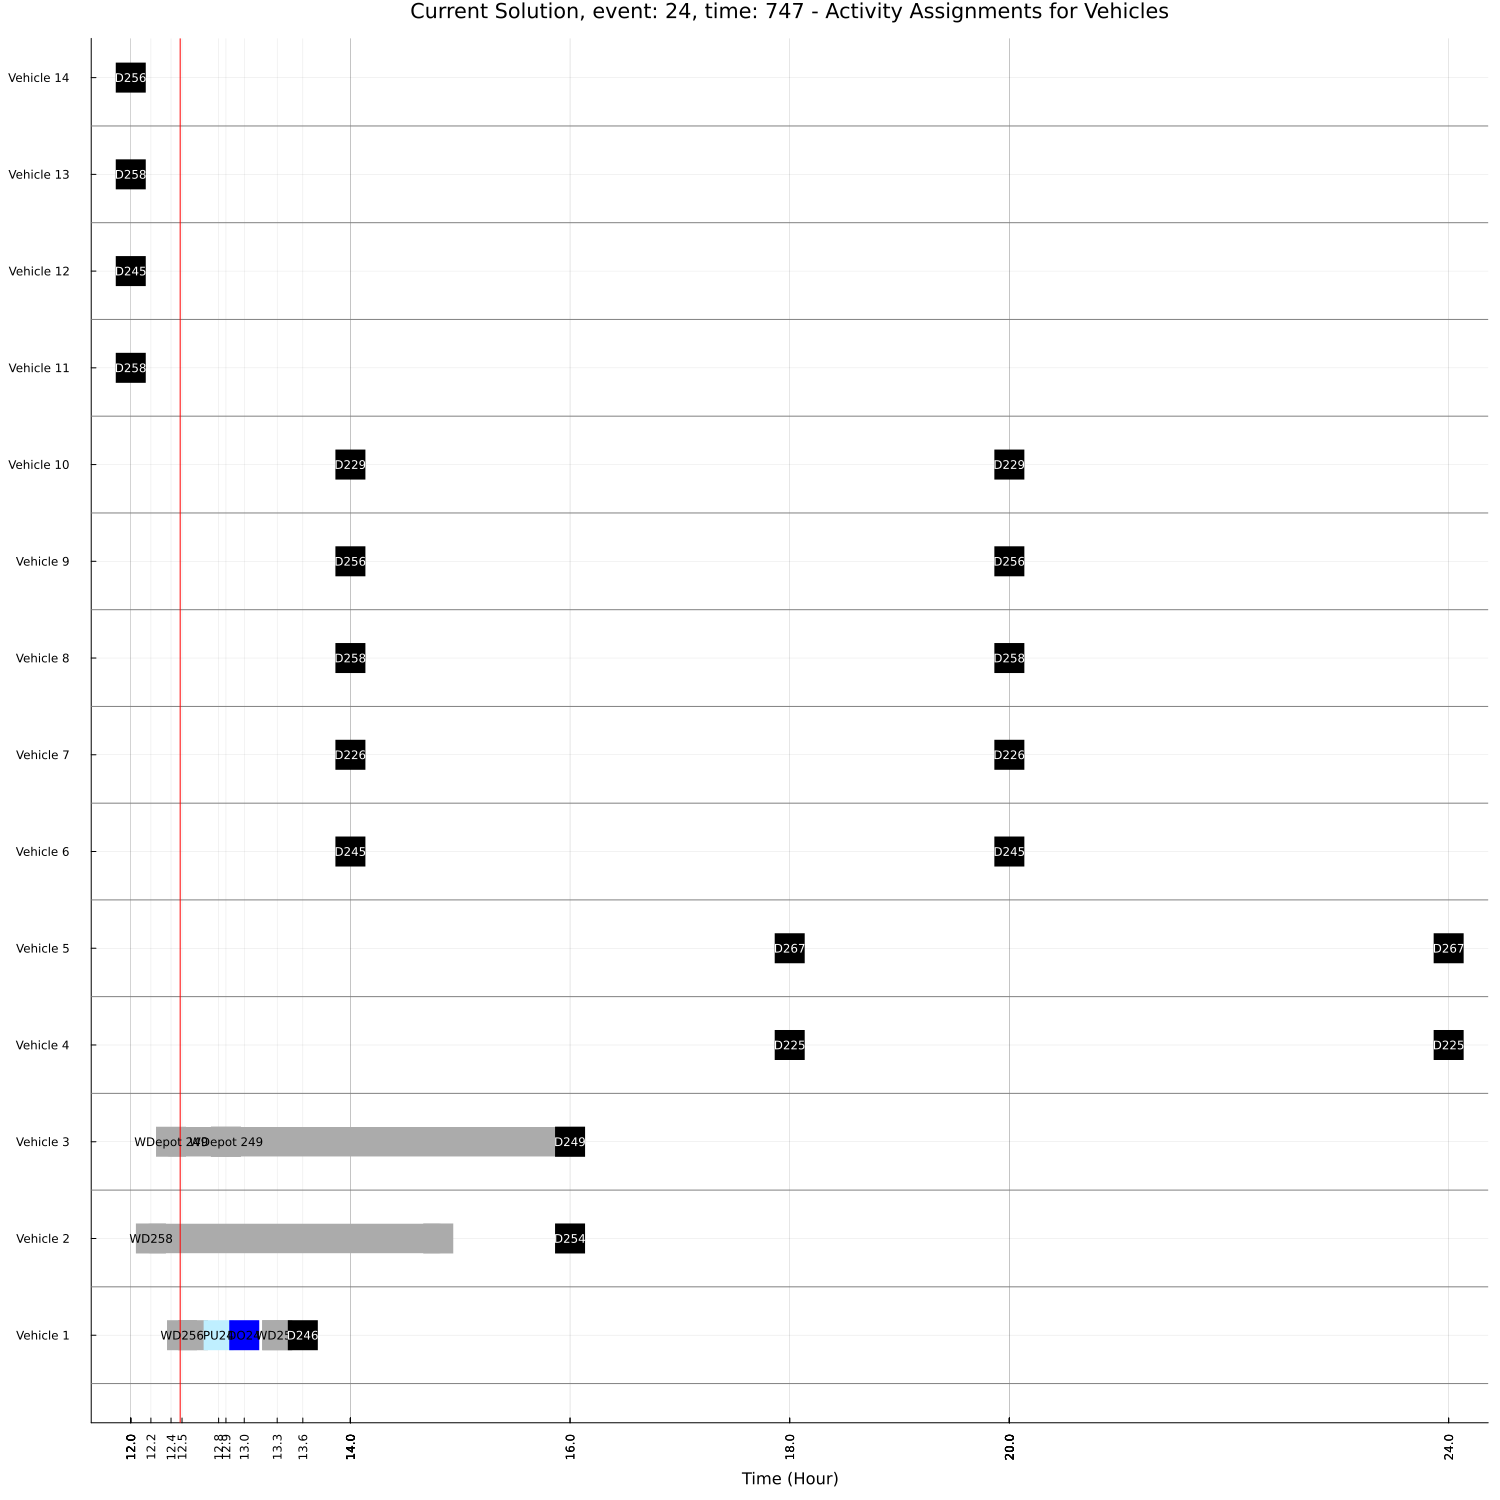 Current Solution, event: 24, time: 747 - Activity Assignments for Vehicles
Vehicle 14 D256
Vehicle 13 D258
Vehicle 12 D245
Vehicle 11 D258
Vehicle 10 D229 D229
Vehicle 9 D256 D256
Vehicle 8 D258 D258
Vehicle 7 D226 D226
Vehicle 6 D245 D245
Vehicle 5 D267 D267
Vehicle 4 D225 D225
Vehicle 3 WDepot 249 WDepot 249 D249
Vehicle 2 WD258 D254
Vehicle 1 WD256 D246
12.0 12.2 12.4 12.5 12.8 12.9 13.0 13.3 13.6 14.0 16.0 18.0 20.0 24.0
Time (Hour)